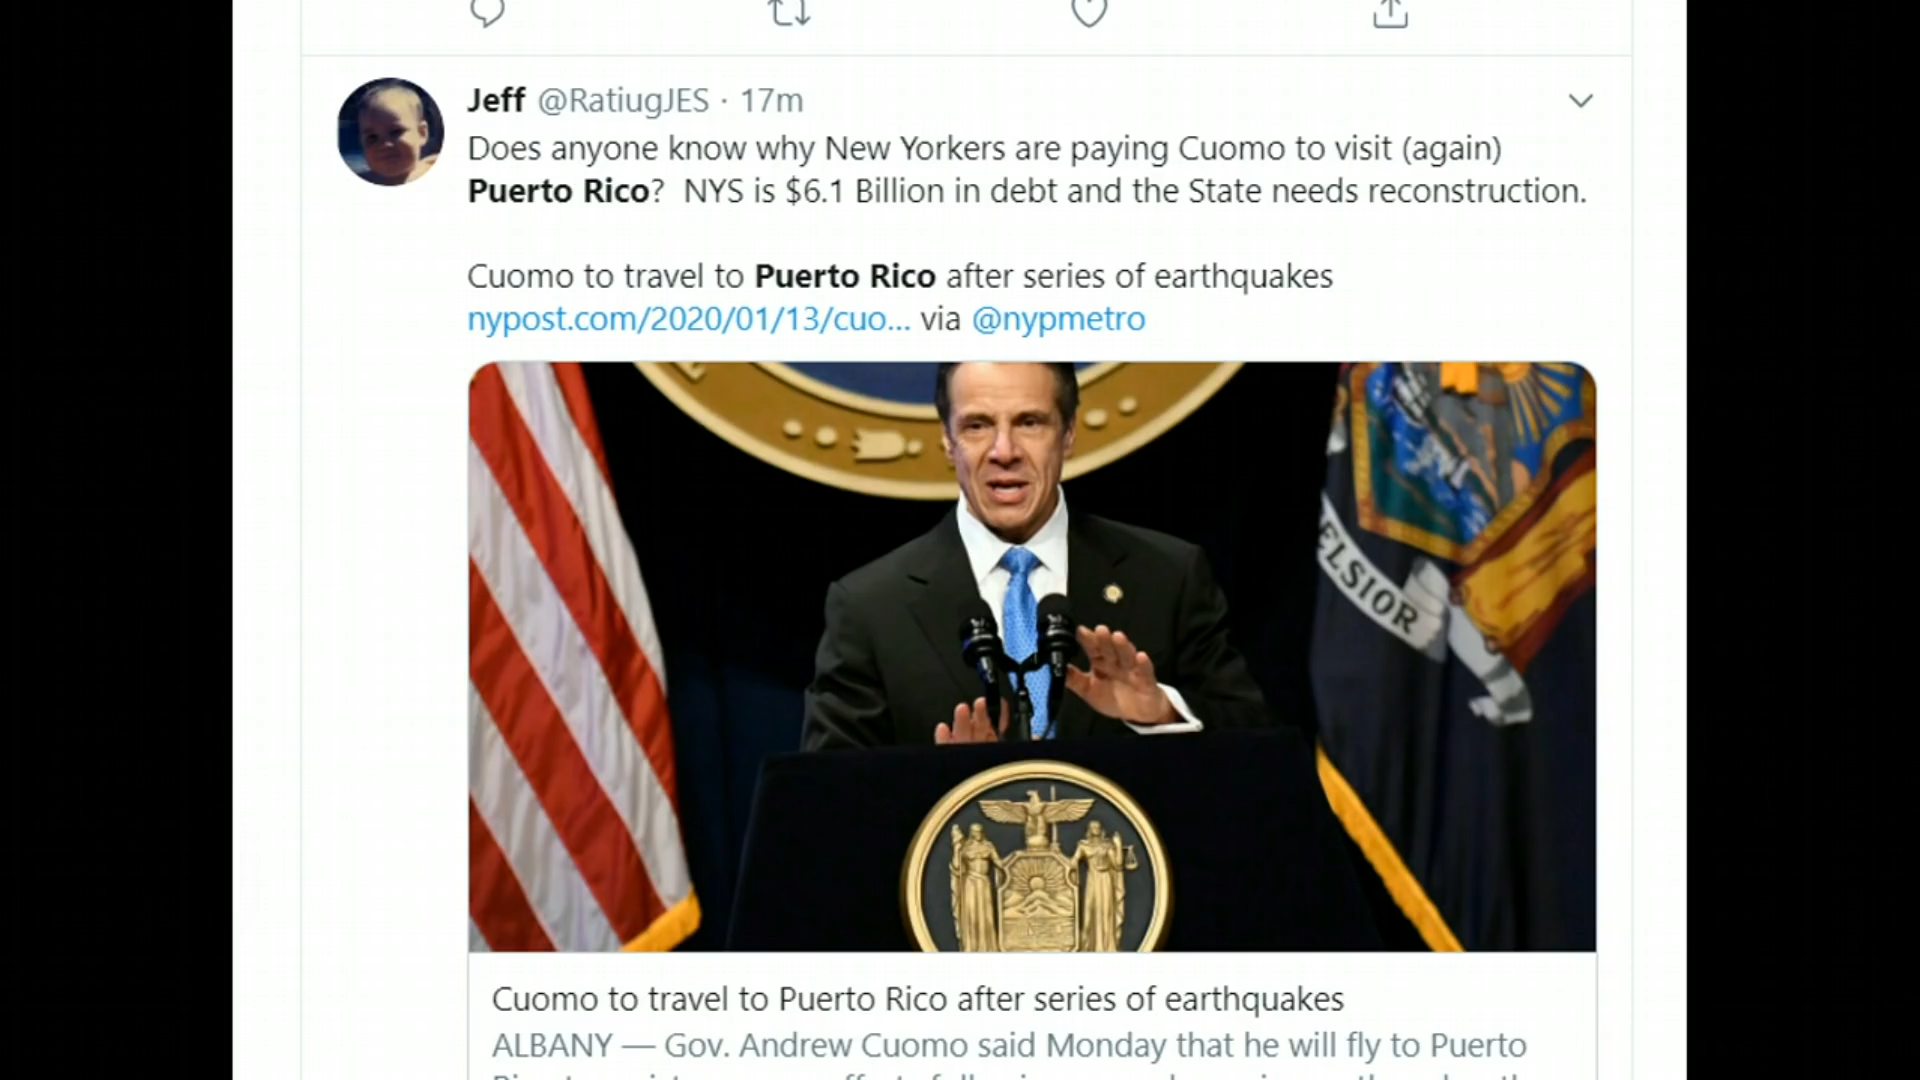 Jeff @RatiugJES · 17m
Does anyone know why New Yorkers are paying Cuomo to visit (again)
Puerto Rico?  NYS is $6.1 Billion in debt and the State needs reconstruction.
Cuomo to travel to Puerto Rico after series of earthquakes
nypost.com/2020/01/13/cuo... via @nypmetro
ELSIOR
Cuomo to travel to Puerto Rico after series of earthquakes
ALBANY — Gov. Andrew Cuomo said Monday that he will fly to Puerto